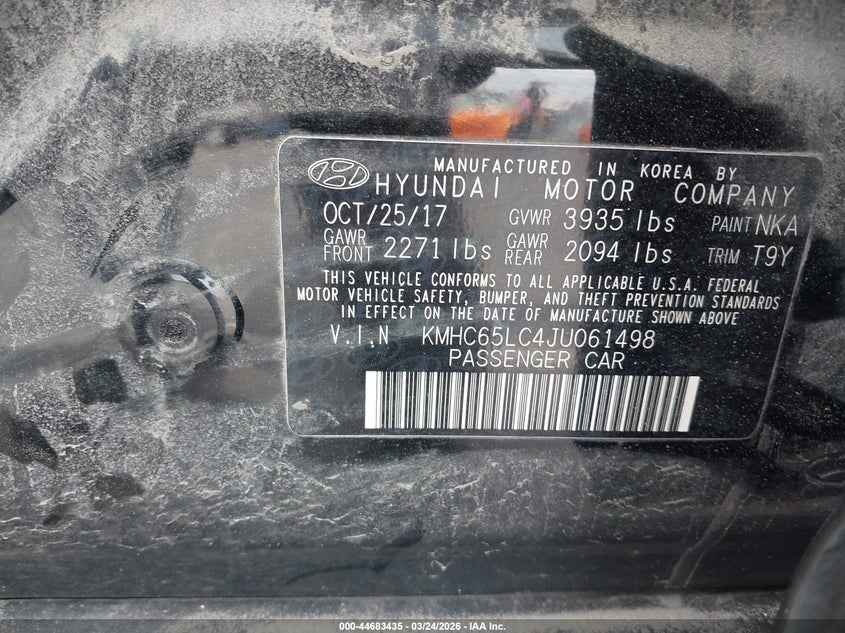 MANUFACTURED IN KOREA BY
HYUNDAI MOTOR COMPANY
OCT/25/17 GVWR 3935 lbs PAINT NKA
GAWR FRONT 2271 lbs GAWR REAR 2094 lbs TRIM T9Y
THIS VEHICLE CONFORMS TO ALL APPLICABLE U.S.A. FEDERAL
MOTOR VEHICLE SAFETY, BUMPER, AND THEFT PREVENTION STANDARDS
IN EFFECT ON THE DATE OF MANUFACTURE SHOWN ABOVE
V.I.N KMHC65LC4JU061498
PASSENGER CAR
000-44683435 - 03/24/2026 - IAA Inc.